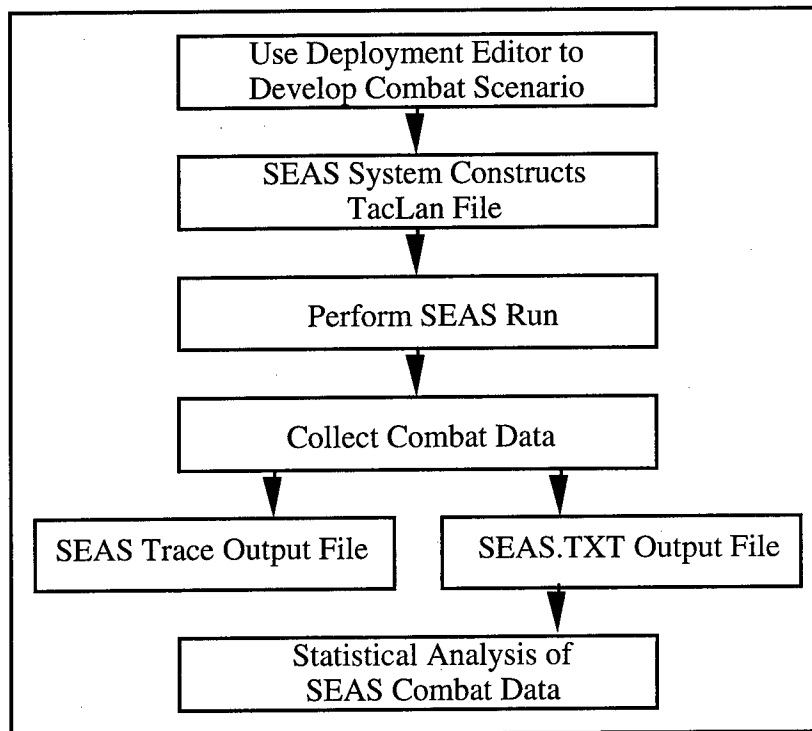 Use Deployment Editor to
Develop Combat Scenario
SEAS System Constructs
TacLan File
Perform SEAS Run
Collect Combat Data
SEAS Trace Output File
SEAS.TXT Output File
Statistical Analysis of
SEAS Combat Data